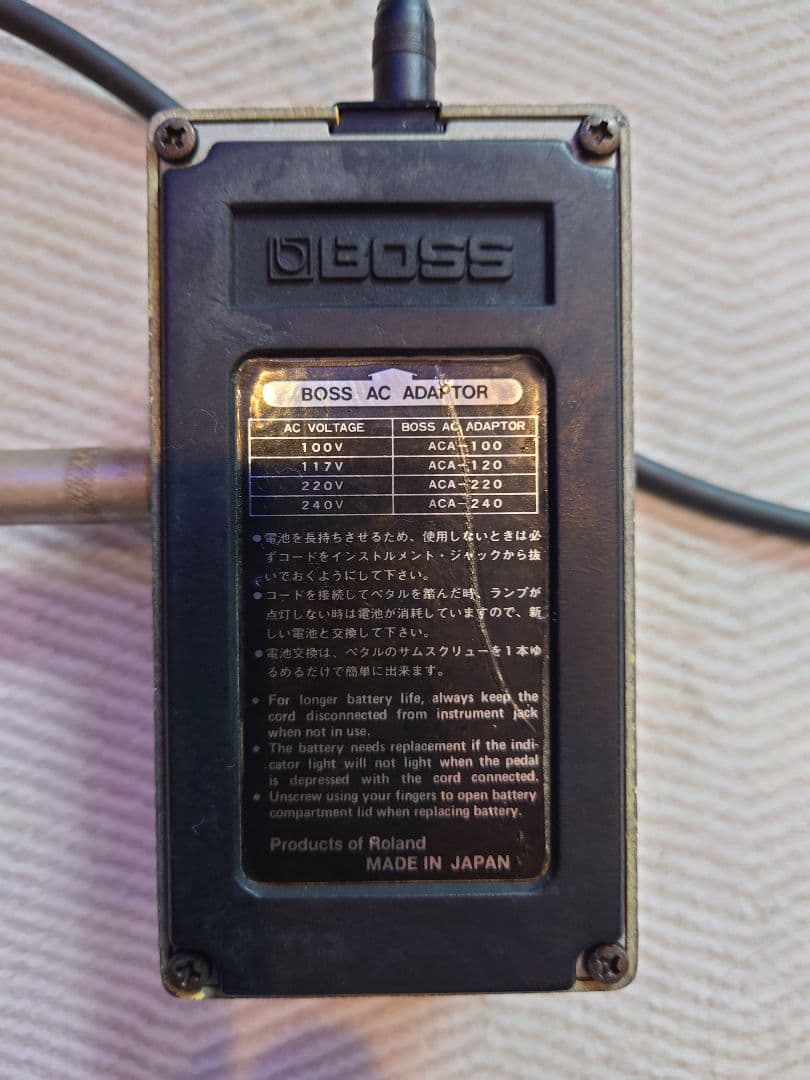 BOSS
BOSS AC ADAPTOR
AC VOLTAGE BOSS AC ADAPTOR
100V ACA-100
117V ACA-120
220V ACA-220
240V ACA-240
●電池を長持ちさせるため、使用しないときは必
ずコードをインストルメント・ジャックから抜
いでおくようにして下さい。
●コードを接続してペダルを踏んだ時、ランプが
点灯しない時は電池が消耗していますので、新
しい電池と交換して下さい。
●電池交換は、ペダルのサムスクリューを1本ゆ
るめるだけで簡単に出来ます。
● For longer battery life, always keep the
cord disconnected from instrument jack
when not in use.
● The battery needs replacement if the indi-
cator light will not light when the pedal
is depressed with the cord connected.
● Unscrew using your fingers to open battery
compartment lid when replacing battery.
Products of Roland
MADE IN JAPAN